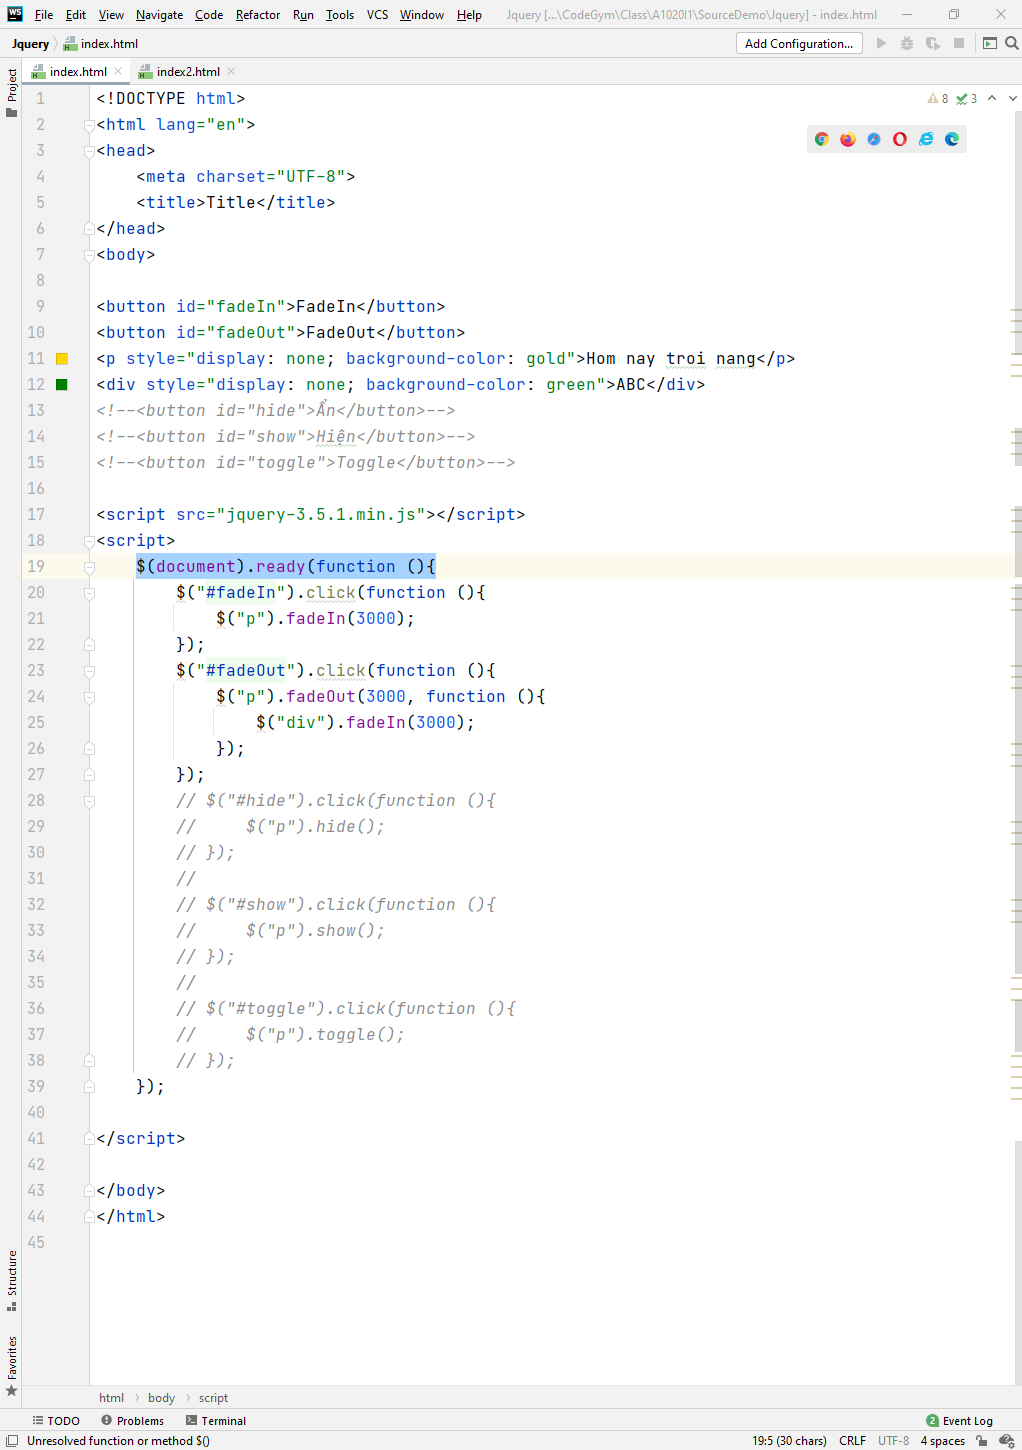 WS File Edit View Navigate Code Refactor Run Tools VCS Window Help Jquery [...\CodeGym\Class\A1020I1\SourceDemo\Jquery] - index.html
Jquery index.html Add Configuration...
index.html index2.html
Project
8 3
1 <!DOCTYPE html>
2 <html lang="en">
3 <head>
4 <meta charset="UTF-8">
5 <title>Title</title>
6 </head>
7 <body>
8
9 <button id="fadeIn">FadeIn</button>
10 <button id="fadeOut">FadeOut</button>
11 <p style="display: none; background-color: gold">Hom nay troi nang</p>
12 <div style="display: none; background-color: green">ABC</div>
13 <!--<button id="hide">Ẩn</button>-->
14 <!--<button id="show">Hiện</button>-->
15 <!--<button id="toggle">Toggle</button>-->
16
17 <script src="jquery-3.5.1.min.js"></script>
18 <script>
19 $(document).ready(function (){
20 $("#fadeIn").click(function (){
21 $("p").fadeIn(3000);
22 });
23 $("#fadeOut").click(function (){
24 $("p").fadeOut(3000, function (){
25 $("div").fadeIn(3000);
26 });
27 });
28 // $("#hide").click(function (){
29 // $("p").hide();
30 // });
31 //
32 // $("#show").click(function (){
33 // $("p").show();
34 // });
35 //
36 // $("#toggle").click(function (){
37 // $("p").toggle();
38 // });
39 });
40
41 </script>
42
43 </body>
44 </html>
45
Structure
Favorites
html body script
TODO Problems Terminal 2 Event Log
Unresolved function or method $() 19:5 (30 chars) CRLF UTF-8 4 spaces